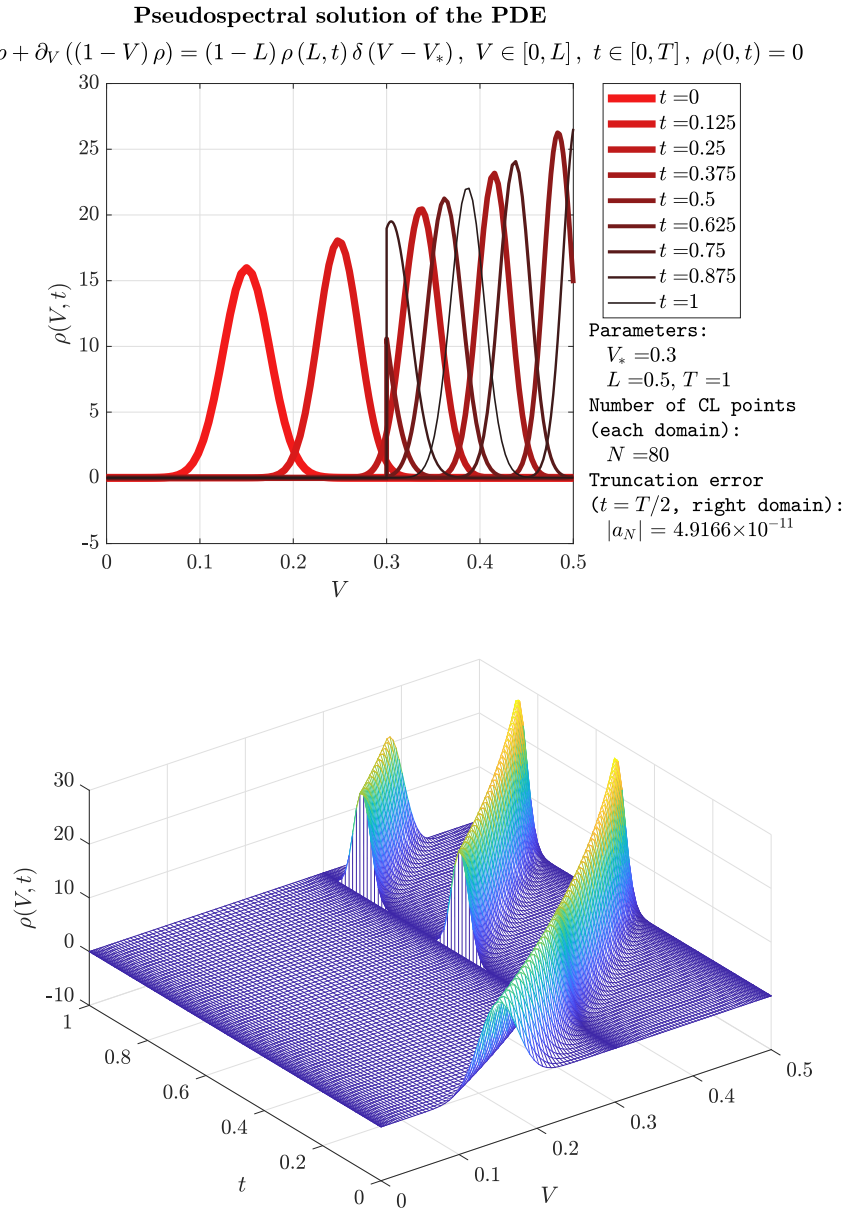 Pseudospectral solution of the PDE
ρ + ∂_V ((1 − V) ρ) = (1 − L) ρ (L, t) δ (V − V_*) , V ∈ [0, L] , t ∈ [0, T] , ρ(0, t) = 0
30
25
20
15
10
5
0
-5
ρ(V, t)
0 0.1 0.2 0.3 0.4 0.5
V
t =0
t =0.125
t =0.25
t =0.375
t =0.5
t =0.625
t =0.75
t =0.875
t =1
Parameters:
V_* =0.3
L =0.5, T =1
Number of CL points
(each domain):
N =80
Truncation error
(t = T/2, right domain):
|a_N| = 4.9166×10^{−11}
30
20
10
0
-10
ρ(V, t)
1
0.8
0.6
0.4
0.2
0
t
0
0.1
0.2
0.3
0.4
0.5
V